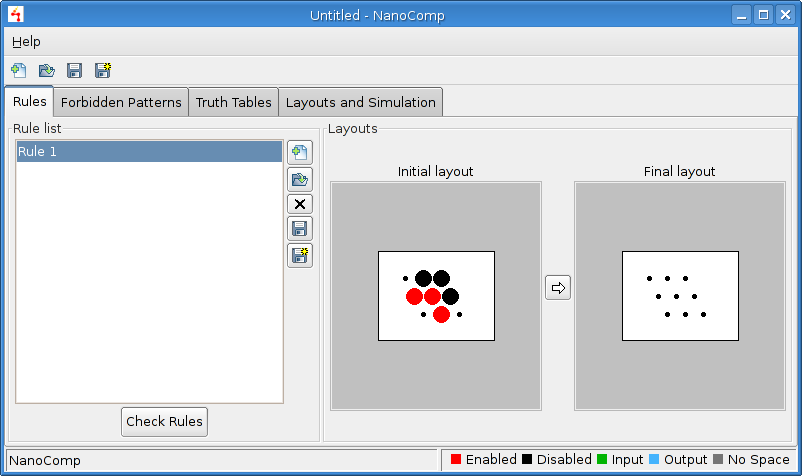 Untitled - NanoComp
Help
Rules Forbidden Patterns Truth Tables Layouts and Simulation
Rule list
Rule 1
Check Rules
Layouts
Initial layout
Final layout
NanoComp
Enabled Disabled Input Output No Space